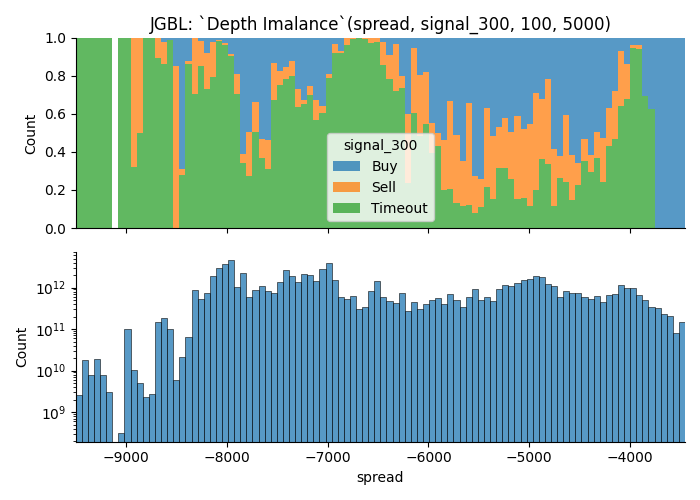 JGBL: `Depth Imalance`(spread, signal_300, 100, 5000)
1.0
0.8
0.6
0.4
0.2
0.0
Count
signal_300
Buy
Sell
Timeout
10¹²
10¹¹
10¹⁰
10⁹
Count
−9000 −8000 −7000 −6000 −5000 −4000
spread